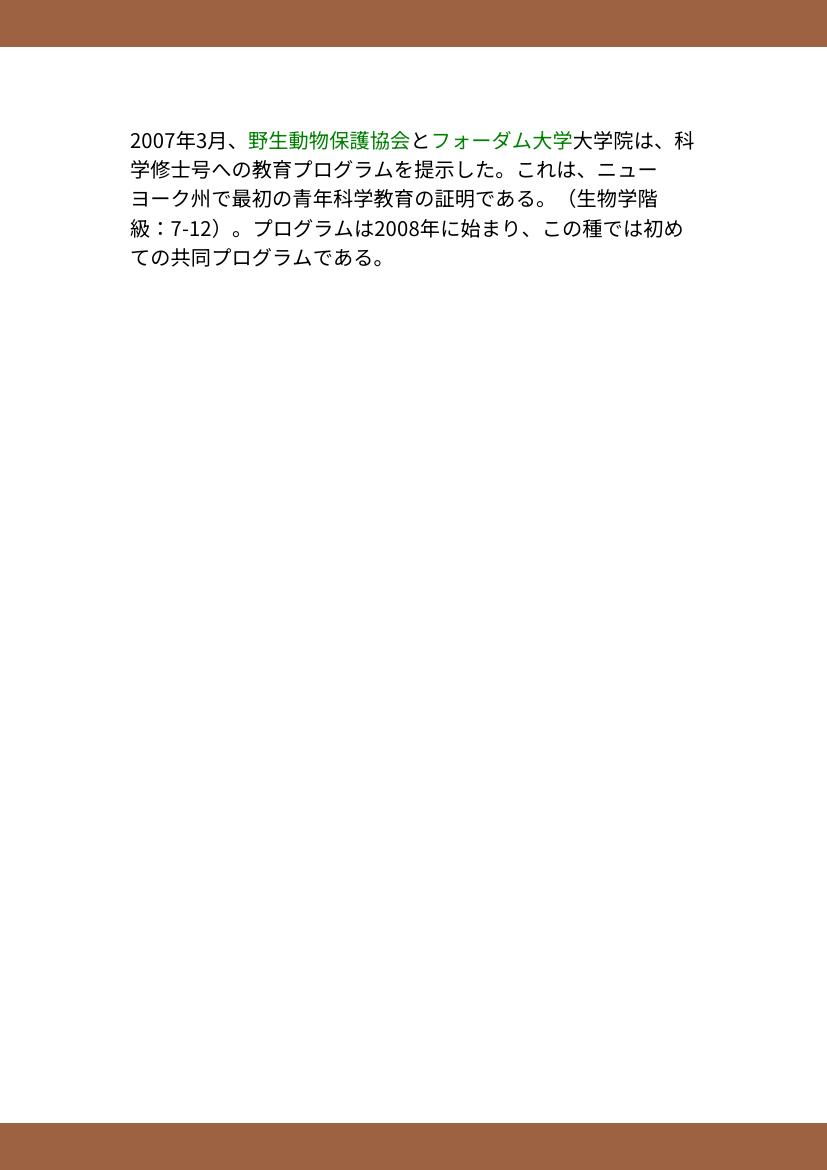 2007年3月、野生動物保護協会とフォーダム大学大学院は、科
学修士号への教育プログラムを提示した。これは、ニュー
ヨーク州で最初の青年科学教育の証明である。（生物学階
級：7-12）。プログラムは2008年に始まり、この種では初め
ての共同プログラムである。